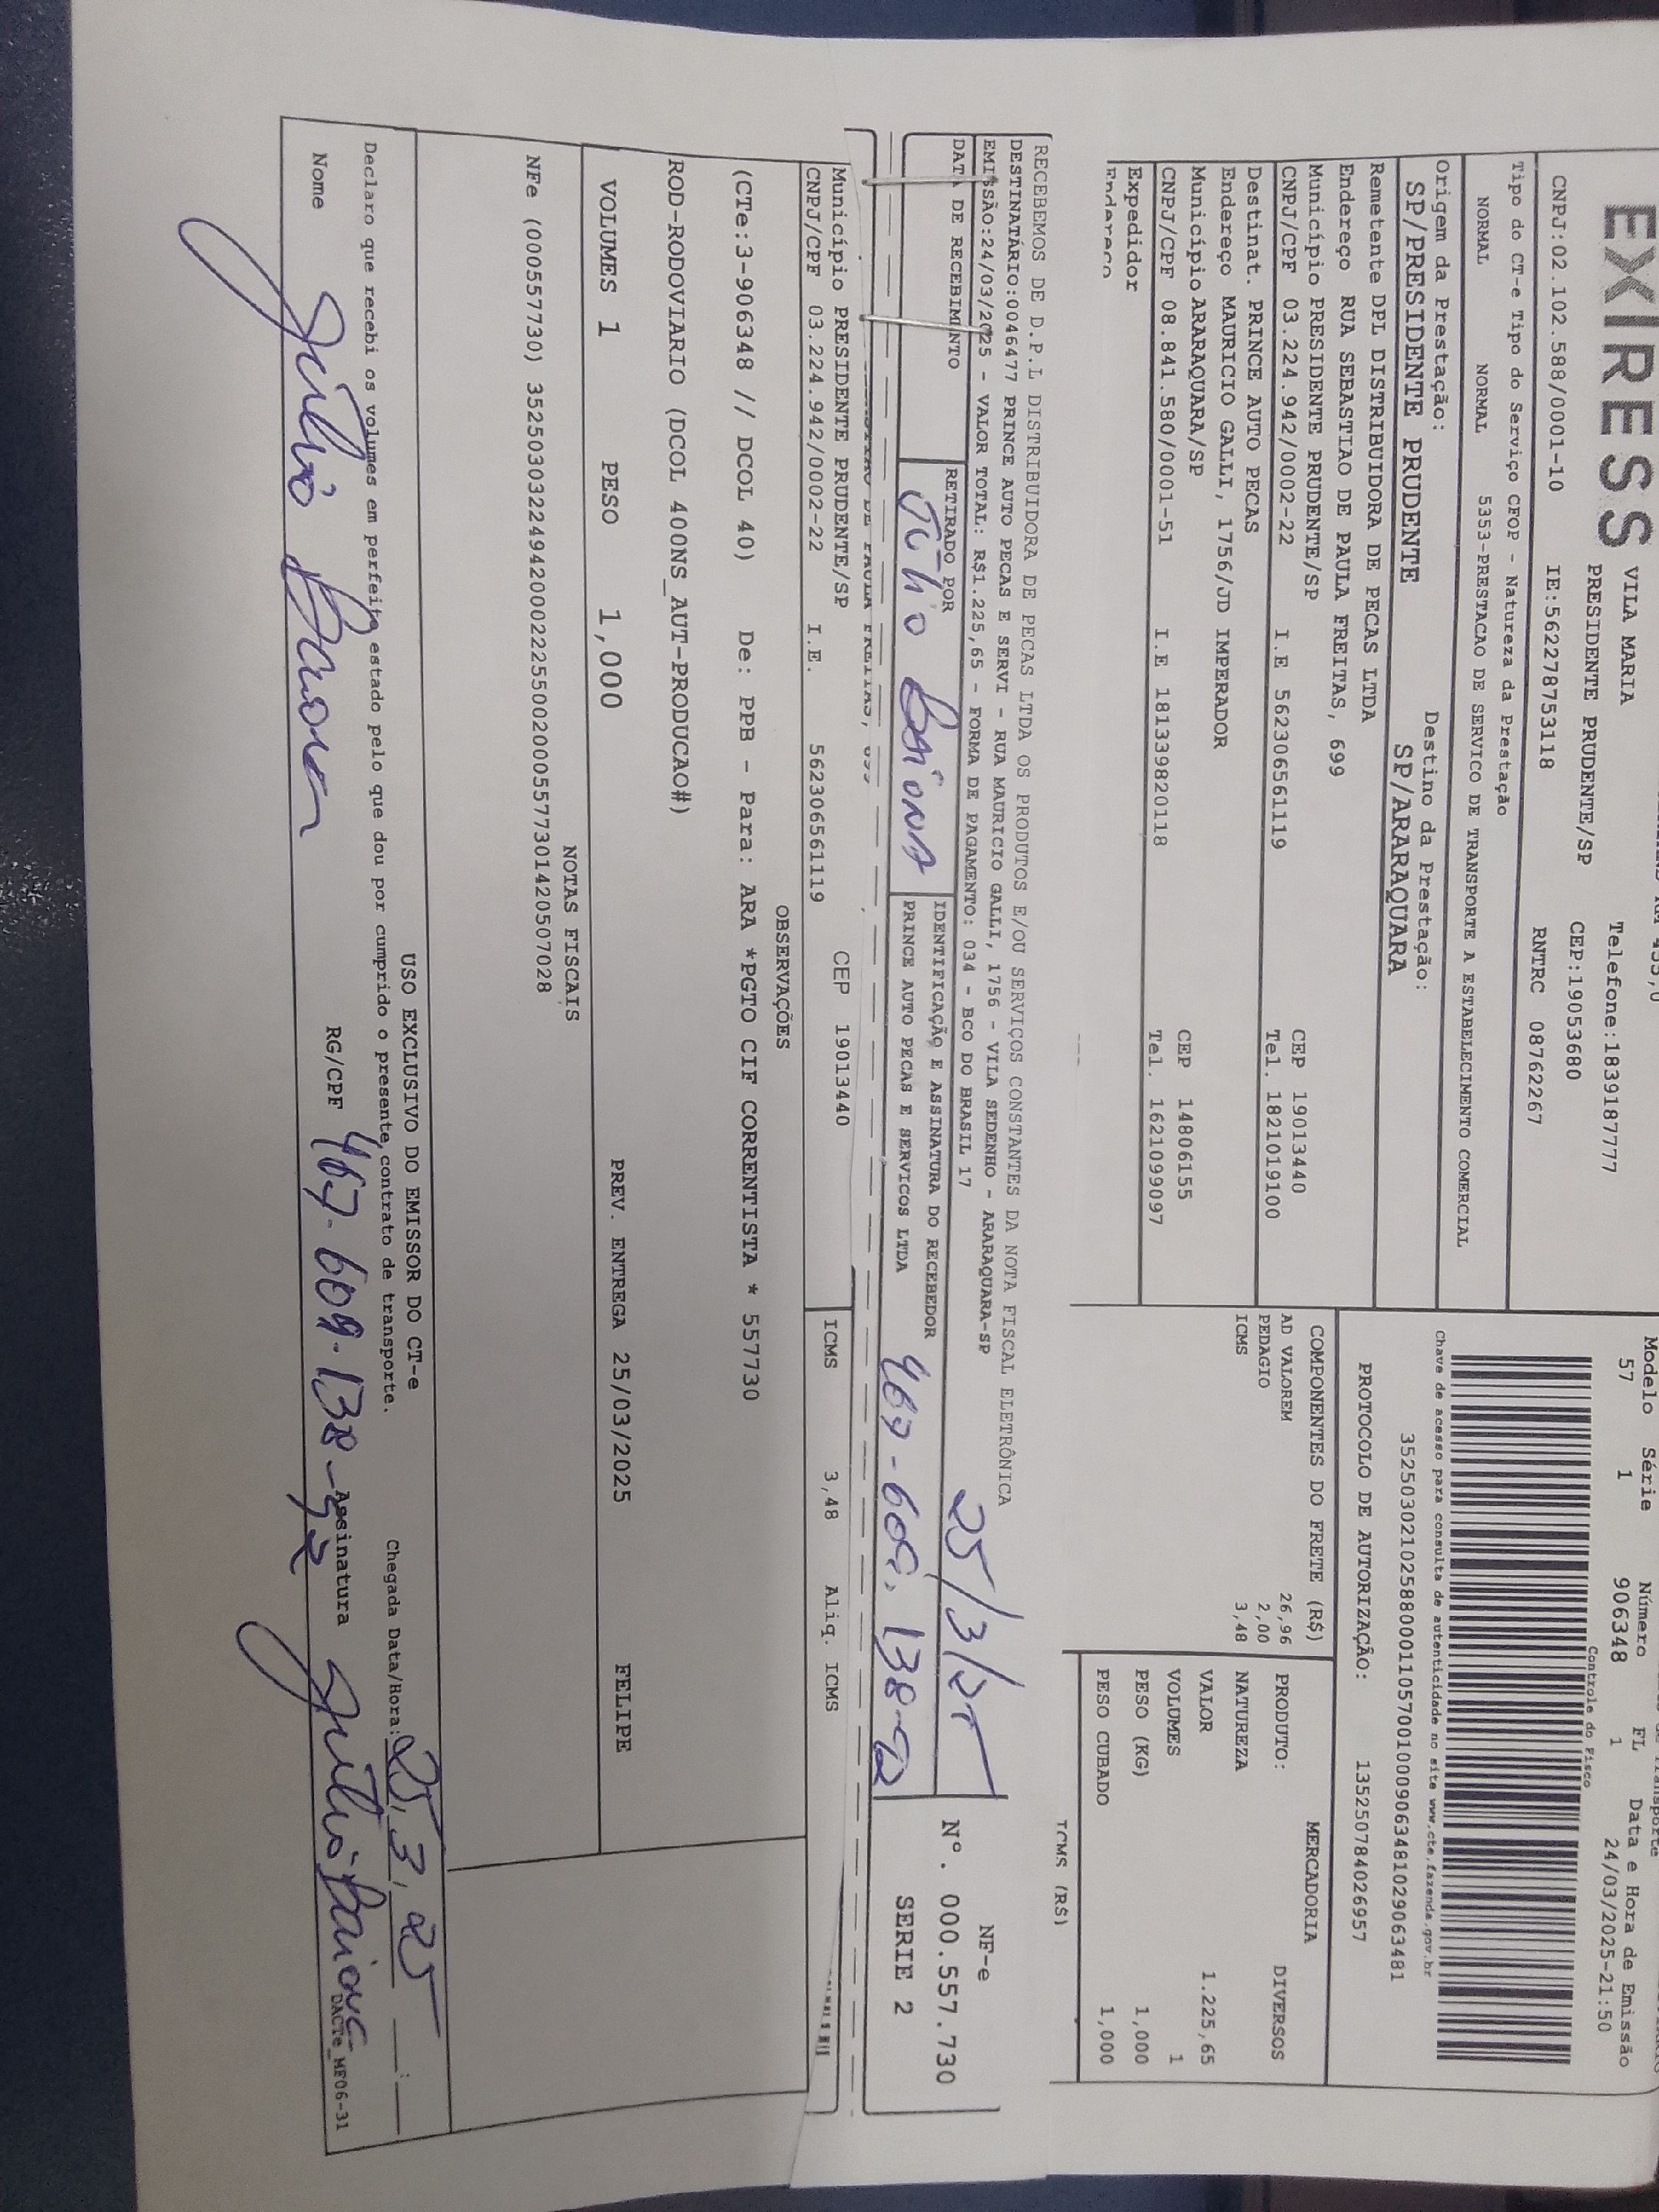 EXPRESS
VILA MARIA
PRESIDENTE PRUDENTE/SP
Telefone:1839187777
CEP:19053680
CNPJ:02.102.588/0001-10 IE:562278753118 RNTRC 08762267
Tipo do CT-e Tipo do Serviço CFOP - Natureza da Prestação
NORMAL NORMAL 5353-PRESTACAO DE SERVICO DE TRANSPORTE A ESTABELECIMENTO COMERCIAL
Origem da Prestação: Destino da Prestação:
SP/PRESIDENTE PRUDENTE SP/ARARAQUARA
Remetente DPL DISTRIBUIDORA DE PECAS LTDA
Endereço RUA SEBASTIAO DE PAULA FREITAS, 699
Município PRESIDENTE PRUDENTE/SP CEP 19013440
CNPJ/CPF 03.224.942/0002-22 I.E 562306561119 Tel. 1821019100
Destinat. PRINCE AUTO PECAS
Endereço MAURICIO GALLI, 1756/JD IMPERADOR
Município ARARAQUARA/SP CEP 14806155
CNPJ/CPF 08.841.580/0001-51 I.E 181339820118 Tel. 1621099097
Expedidor
Endereço
Modelo Série Número FL Data e Hora de Emissão
57 1 906348 1 24/03/2025-21:50
Controle do Fisco
Chave de acesso para consulta de autenticidade no site www.cte.fazenda.gov.br
35250302102588000110570010009063481029063481
PROTOCOLO DE AUTORIZAÇÃO: 135250784026957
COMPONENTES DO FRETE (R$)
AD VALOREM 26,96
PEDAGIO 2,00
ICMS 3,48
MERCADORIA
PRODUTO: DIVERSOS
NATUREZA
VALOR 1.225,65
VOLUMES 1
PESO (KG) 1,000
PESO CUBADO 1,000
ICMS (R$)
RECEBEMOS DE D.P.L DISTRIBUIDORA DE PECAS LTDA OS PRODUTOS E/OU SERVIÇOS CONSTANTES DA NOTA FISCAL ELETRÔNICA
DESTINATÁRIO:0046477 PRINCE AUTO PECAS E SERVI - RUA MAURICIO GALLI, 1756 - VILA SEDENHO - ARARAQUARA-SP
EMISSÃO:24/03/2025 - VALOR TOTAL: R$1.225,65 - FORMA DE PAGAMENTO: 034 - BCO DO BRASIL 17
25/3/25
DATA DE RECEBIMENTO RETIRADO POR IDENTIFICAÇÃO E ASSINATURA DO RECEBEDOR
PRINCE AUTO PECAS E SERVICOS LTDA
Júlio 467-609.138-92
NF-e
Nº. 000.557.730
SERIE 2
Município PRESIDENTE PRUDENTE/SP CEP 19013440
CNPJ/CPF 03.224.942/0002-22 I.E. 562306561119
ICMS 3,48 Aliq. ICMS
OBSERVAÇÕES
(CTe:3-906348 // DCOL 40) De: PPB - Para: ARA *PGTO CIF CORRENTISTA * 557730
ROD-RODOVIARIO (DCOL 400NS_AUT-PRODUCAO#)
VOLUMES 1 PESO 1,000 PREV. ENTREGA 25/03/2025 FELIPE
NOTAS FISCAIS
NFe (000557730) 35250303224942000222550020005577301420507028
USO EXCLUSIVO DO EMISSOR DO CT-e
Declaro que recebi os volumes em perfeito estado pelo que dou por cumprido o presente contrato de transporte.
Chegada Data/Hora: 25, 3, 25
Nome Júlio RG/CPF 467-609-138-92 Assinatura Júlio
DACTe_MF06-31